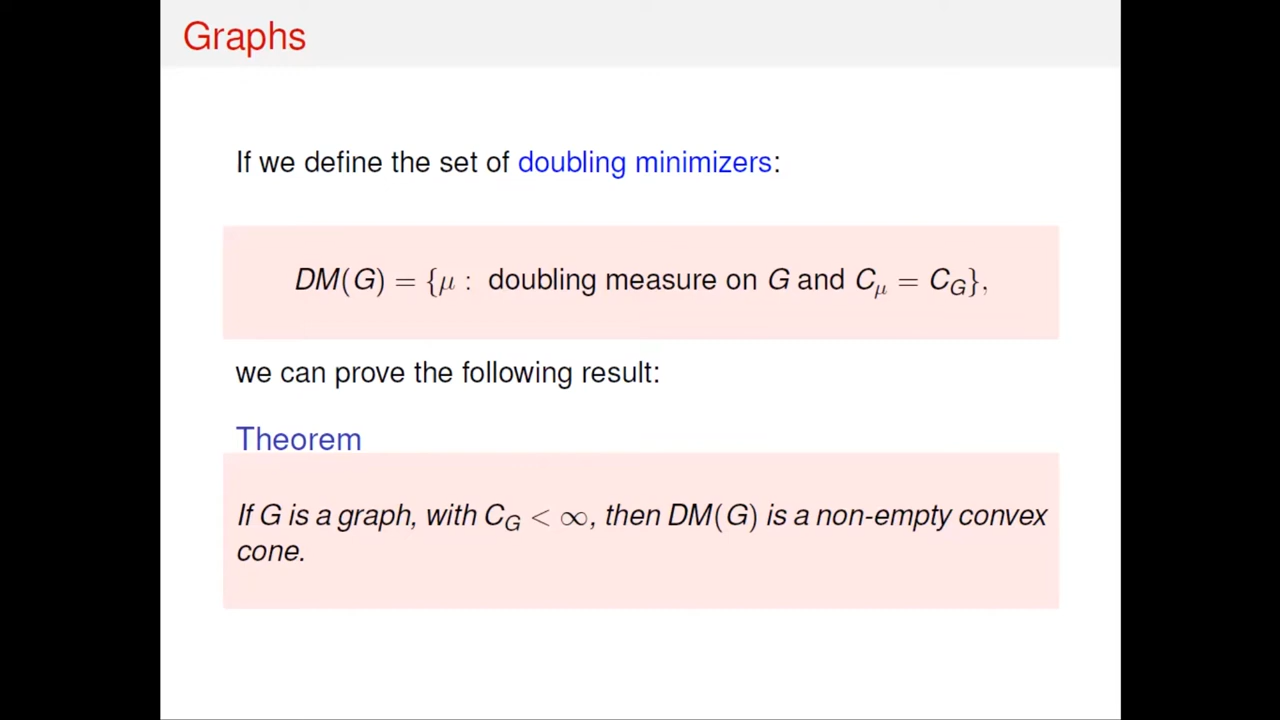 Graphs
If we define the set of doubling minimizers:
DM(G) = {μ : doubling measure on G and C_μ = C_G},
we can prove the following result:
Theorem
If G is a graph, with C_G < ∞, then DM(G) is a non-empty convex
cone.